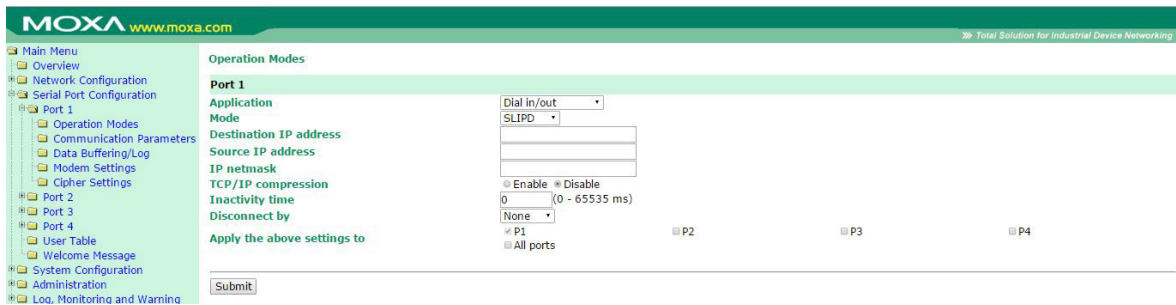 MOXA www.moxa.com
Total Solution for Industrial Device Networking
Main Menu
Overview
Network Configuration
Serial Port Configuration
Port 1
Operation Modes
Communication Parameters
Data Buffering/Log
Modem Settings
Cipher Settings
Port 2
Port 3
Port 4
User Table
Welcome Message
System Configuration
Administration
Log, Monitoring and Warning
Operation Modes
Port 1
Application Dial in/out
Mode SLIPD
Destination IP address
Source IP address
IP netmask
TCP/IP compression Enable Disable
Inactivity time 0 (0 - 65535 ms)
Disconnect by None
Apply the above settings to P1 P2 P3 P4
All ports
Submit